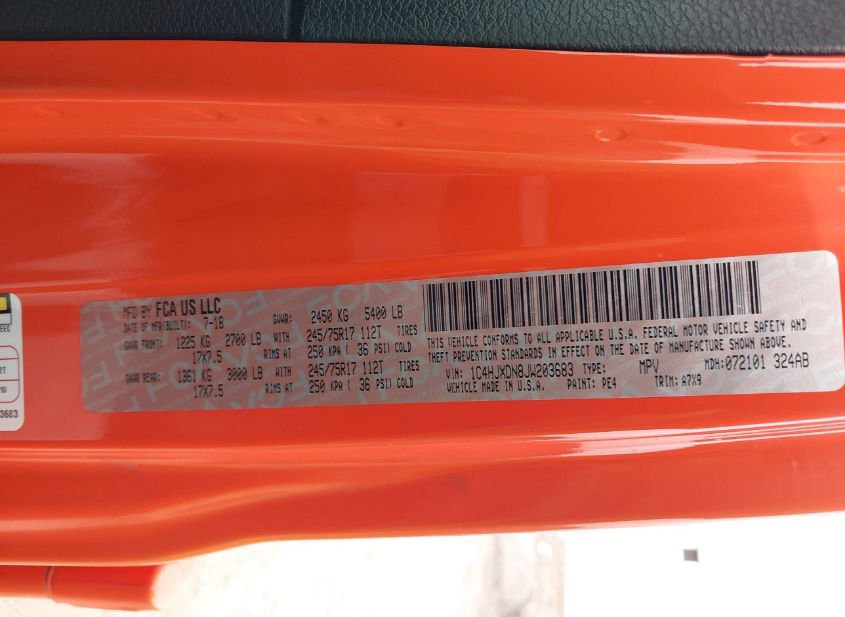 MFD BY FCA US LLC
DATE OF MFR(BUILT): 7-18 GVWR: 2450 KG 5400 LB
GAWR FRONT: 1225 KG 2700 LB WITH 245/75R17 112T TIRES
17X7.5 RIMS AT 250 KPA ( 36 PSI) COLD
GAWR REAR: 1361 KG 3000 LB WITH 245/75R17 112T TIRES
17X7.5 RIMS AT 250 KPA ( 36 PSI) COLD
THIS VEHICLE CONFORMS TO ALL APPLICABLE U.S.A. FEDERAL MOTOR VEHICLE SAFETY AND
THEFT PREVENTION STANDARDS IN EFFECT ON THE DATE OF MANUFACTURE SHOWN ABOVE.
VIN: 1C4HJXDN8JW203683 TYPE: MPV MDH: 072101 324AB
VEHICLE MADE IN U.S.A. PAINT: PE4 TRIM: A7X9
2T
PSI
3683